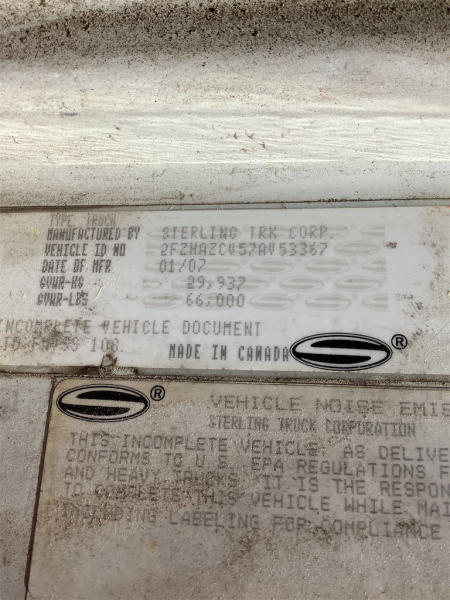 TYPE TRUCK
MANUFACTURED BY STERLING TRK CORP.
VEHICLE ID NO 2FZHAZCV57AV53367
DATE OF MFR 01/07
GVWR-KG 29,937
GVWR-LBS 66,000
INCOMPLETE VEHICLE DOCUMENT
108.
MADE IN CANADA ®
®
VEHICLE NOISE EMIS
STERLING TRUCK CORPORATION
THIS INCOMPLETE VEHICLE, AS DELIVE
CONFORMS TO U.S. EPA REGULATIONS F
AND HEAVY TRUCKS. IT IS THE RESPON
TO COMPLETE THIS VEHICLE WHILE MAI
INCLUDING LABELING FOR COMPLIANCE